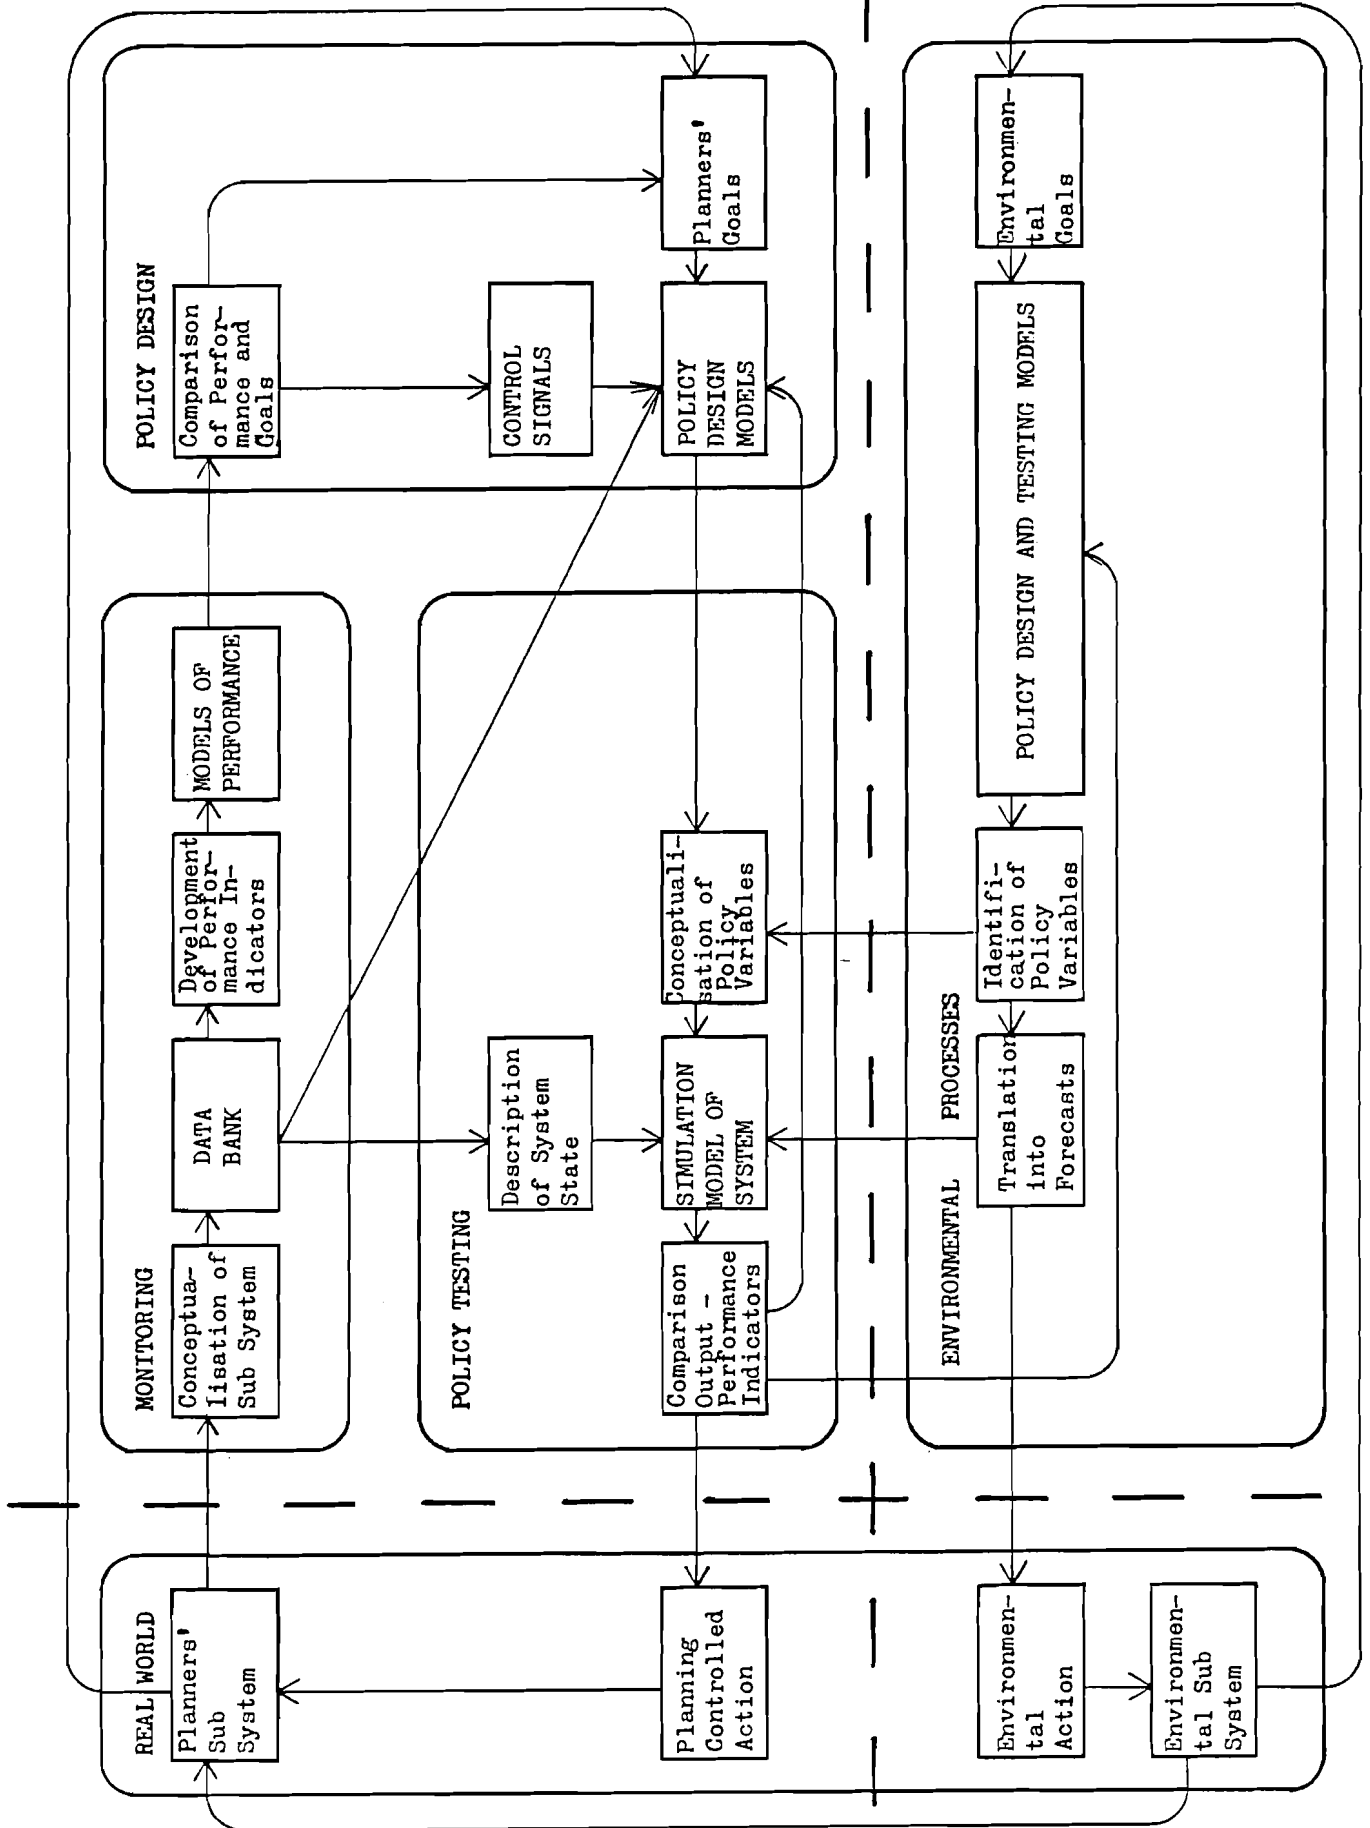 REAL WORLD
Planners'
Sub
System
Planning
Controlled
Action
Environmen-
tal
Action
Environmen-
tal Sub
System
MONITORING
Conceptua-
lisation of
Sub System
DATA
BANK
Development
of Perfor-
mance In-
dicators
MODELS OF
PERFORMANCE
POLICY TESTING
Description
of System
State
Comparison
Output -
Performance
Indicators
SIMULATION
MODEL OF
SYSTEM
Conceptuali-
sation of
Policy
Variables
POLICY DESIGN
Comparison
of Perfor-
mance and
Goals
CONTROL
SIGNALS
POLICY
DESIGN
MODELS
Planners'
Goals
ENVIRONMENTAL PROCESSES
Translation
into
Forecasts
Identifi-
cation of
Policy
Variables
POLICY DESIGN AND TESTING MODELS
Environmen-
tal
Goals